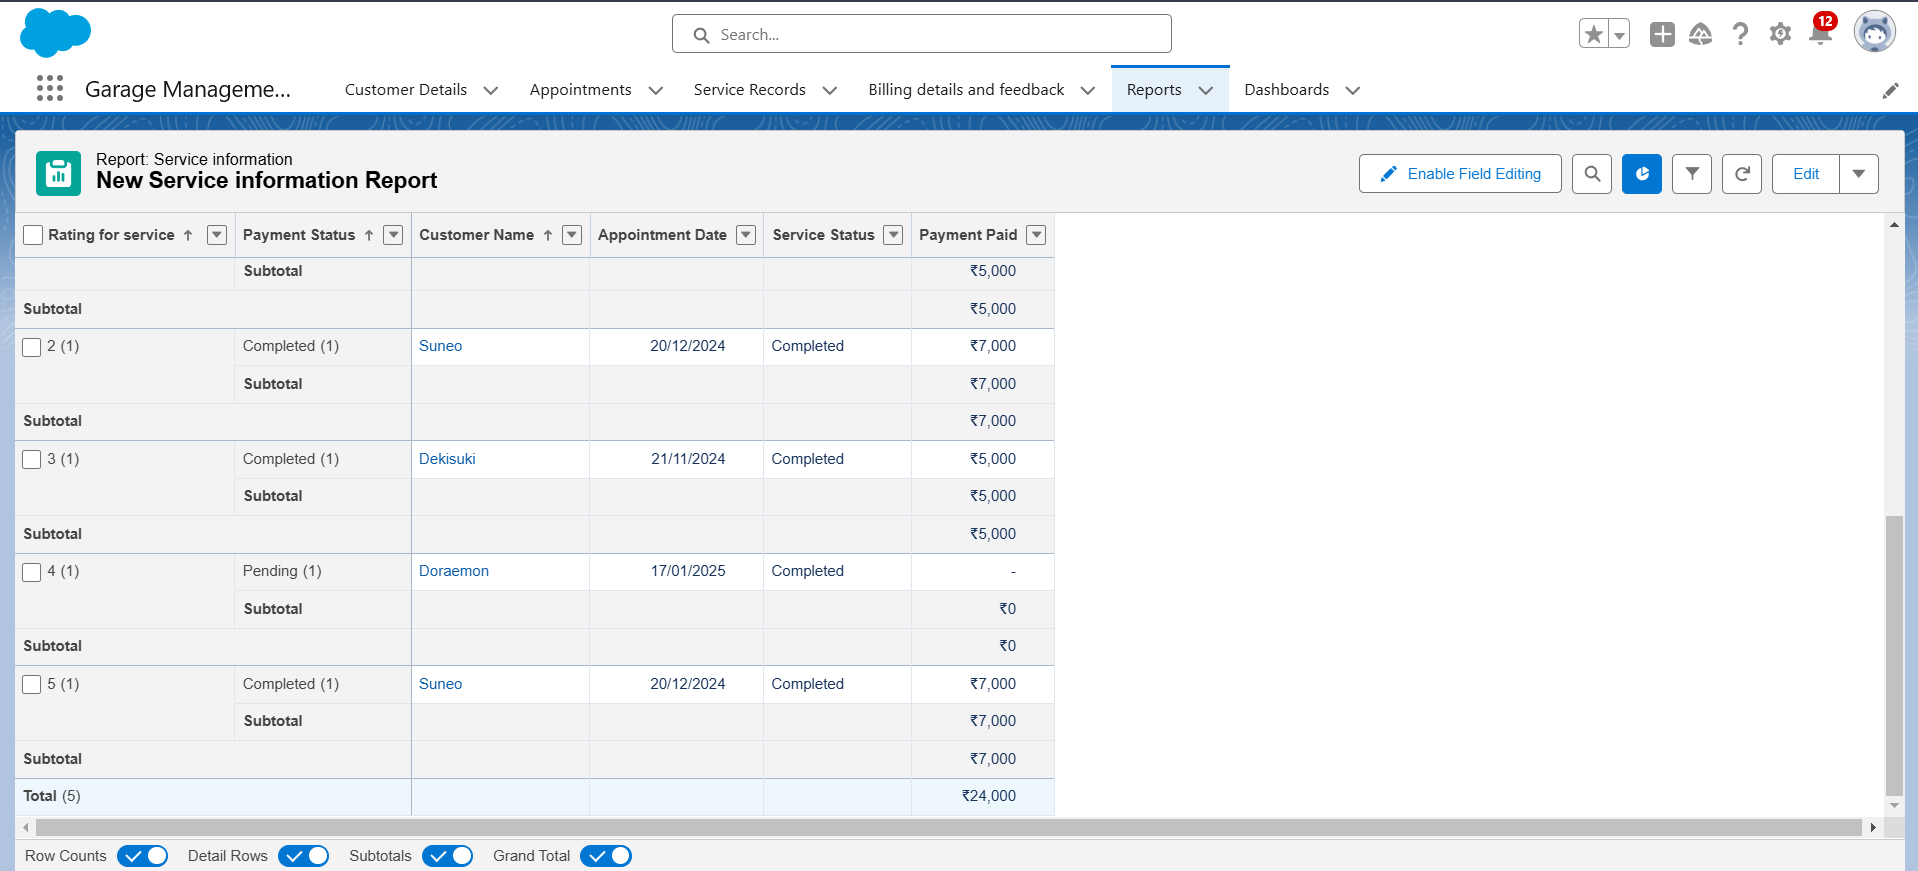 Search...
12
Garage Manageme...
Customer Details
Appointments
Service Records
Billing details and feedback
Reports
Dashboards
Report: Service information
New Service information Report
Enable Field Editing
Edit
Rating for service ↑ Payment Status ↑ Customer Name ↑ Appointment Date Service Status Payment Paid
Subtotal ₹5,000
Subtotal ₹5,000
2 (1) Completed (1) Suneo 20/12/2024 Completed ₹7,000
Subtotal ₹7,000
Subtotal ₹7,000
3 (1) Completed (1) Dekisuki 21/11/2024 Completed ₹5,000
Subtotal ₹5,000
Subtotal ₹5,000
4 (1) Pending (1) Doraemon 17/01/2025 Completed -
Subtotal ₹0
Subtotal ₹0
5 (1) Completed (1) Suneo 20/12/2024 Completed ₹7,000
Subtotal ₹7,000
Subtotal ₹7,000
Total (5) ₹24,000
Row Counts Detail Rows Subtotals Grand Total